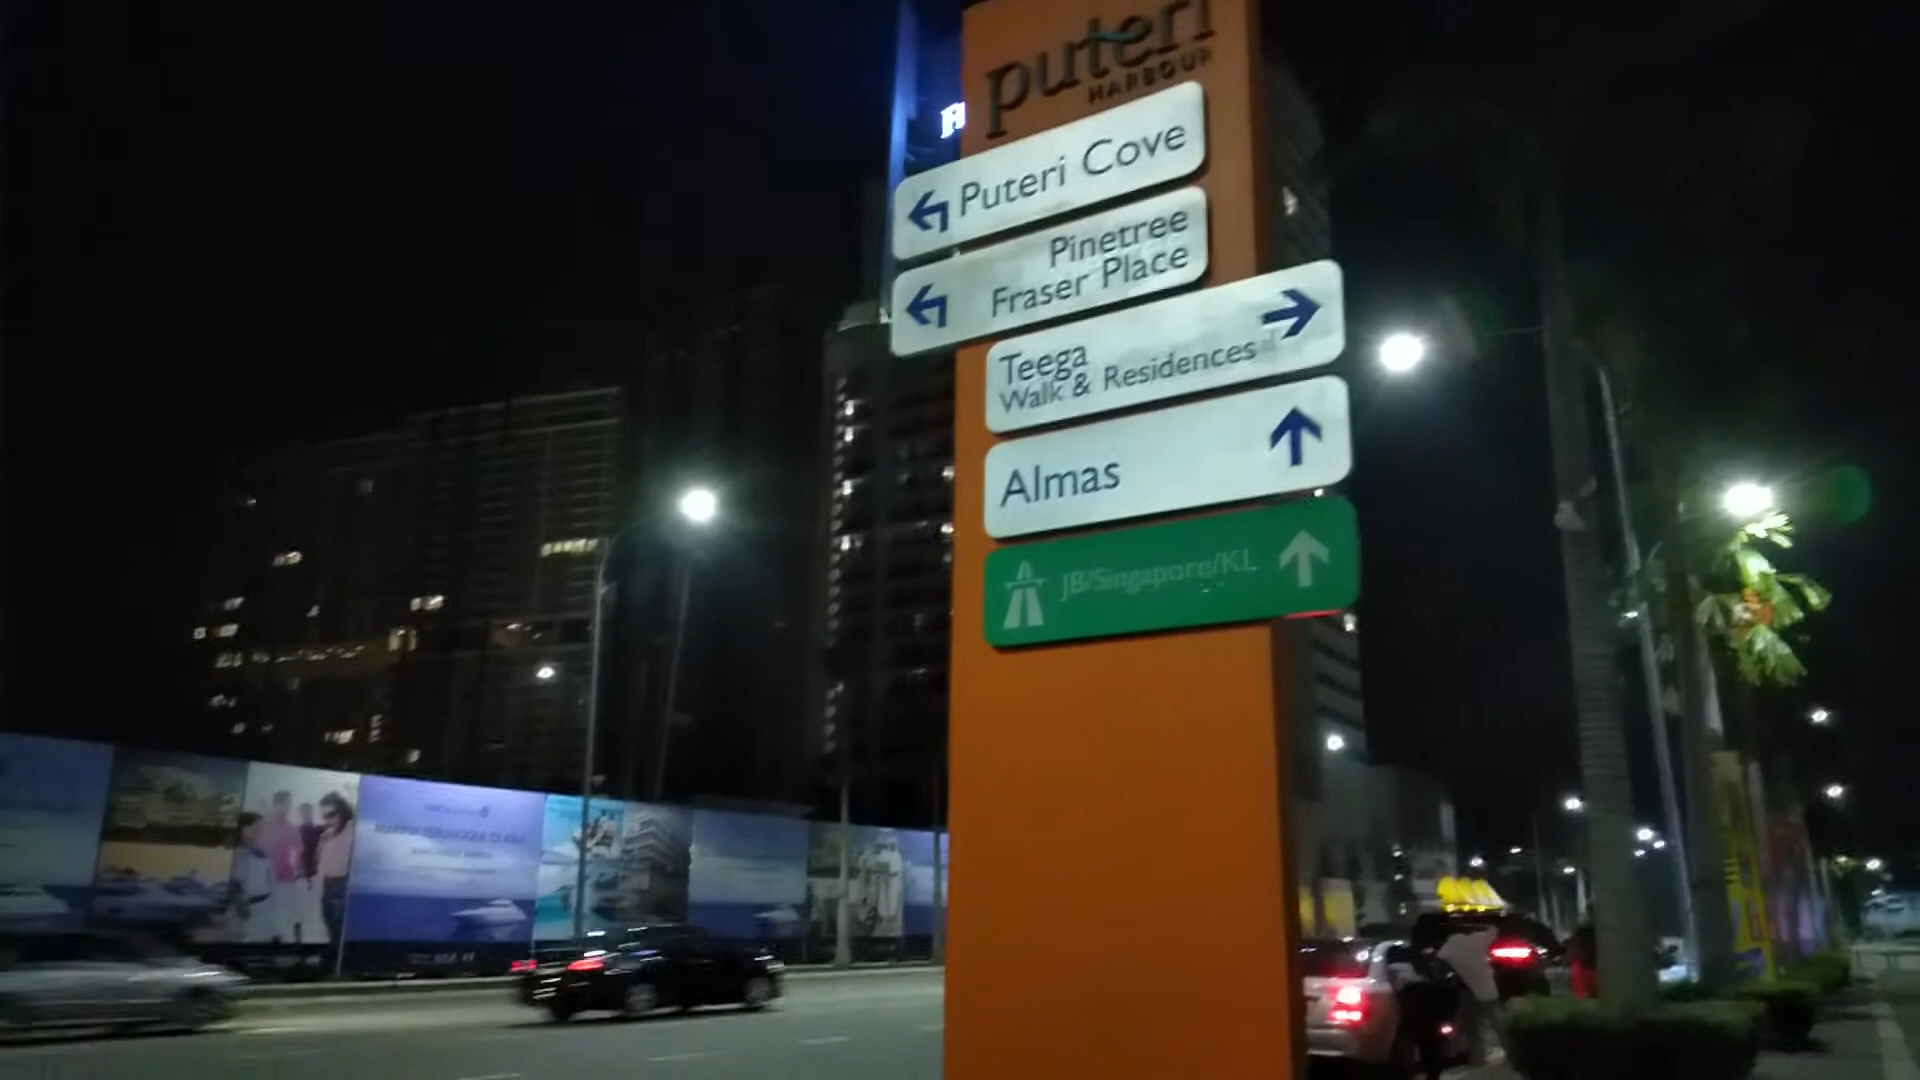 puteri
HARBOUR
Puteri Cove
Pinetree
Fraser Place
Teega
Walk & Residences
Almas
JB/Singapore/KL